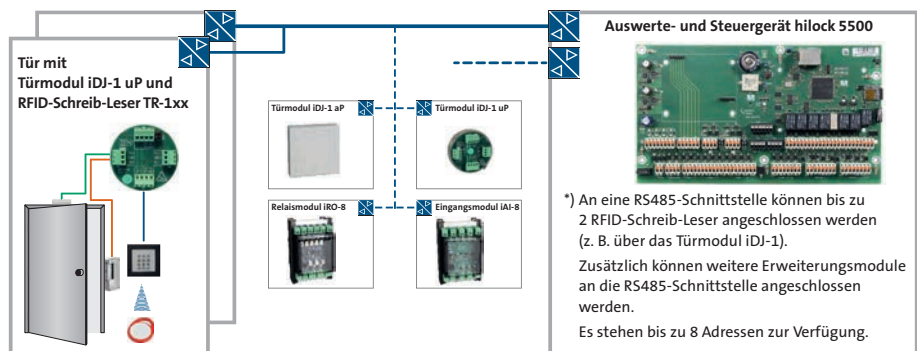 Tür mit
Türmodul iDJ-1 uP und
RFID-Schreib-Leser TR-1xx
Türmodul iDJ-1 aP
Türmodul iDJ-1 uP
Relaismodul iRO-8
Eingangsmodul iAI-8
Auswerte- und Steuergerät hilock 5500
*) An eine RS485-Schnittstelle können bis zu
2 RFID-Schreib-Leser angeschlossen werden
(z. B. über das Türmodul iDJ-1).
Zusätzlich können weitere Erweiterungsmodule
an die RS485-Schnittstelle angeschlossen
werden.
Es stehen bis zu 8 Adressen zur Verfügung.